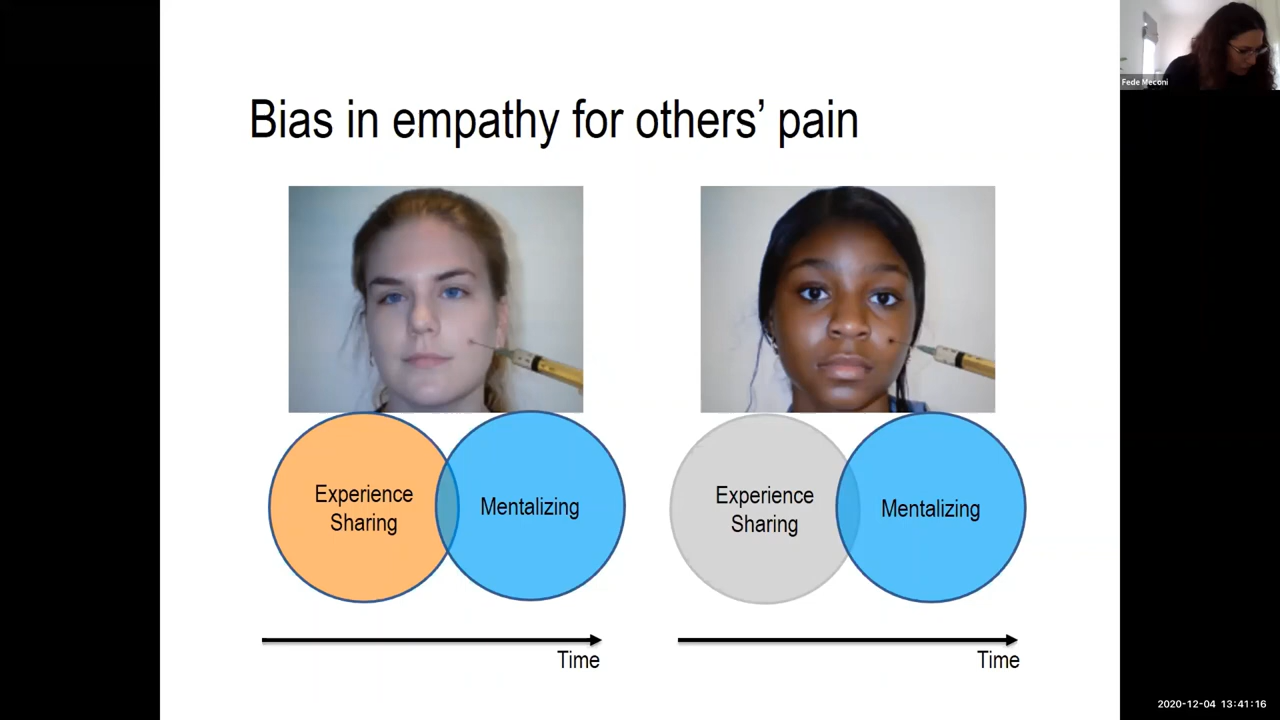 Fede Meconi
Bias in empathy for others’ pain
Experience
Sharing
Mentalizing
Experience
Sharing
Mentalizing
Time
Time
2020-12-04 13:41:16